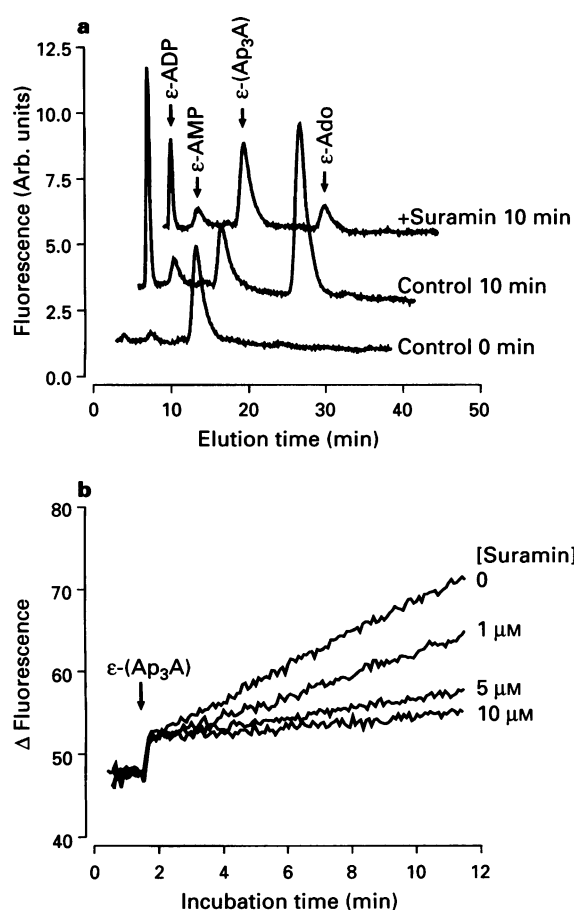 a
12.5
10.0
7.5
5.0
2.5
0.0
Fluorescence (Arb. units)
ε-ADP
ε-AMP
ε-(Ap₃A)
ε-Ado
+Suramin 10 min
Control 10 min
Control 0 min
0 10 20 30 40 50
Elution time (min)
b
80
70
60
50
40
Δ Fluorescence
ε-(Ap₃A)
[Suramin]
0
1 μM
5 μM
10 μM
0 2 4 6 8 10 12
Incubation time (min)